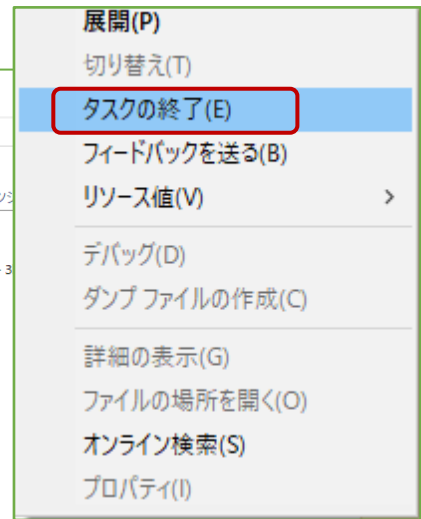 展開(P)
切り替え(T)
タスクの終了(E)
フィードバックを送る(B)
リソース値(V)
デバッグ(D)
ダンプ ファイルの作成(C)
詳細の表示(G)
ファイルの場所を開く(O)
オンライン検索(S)
プロパティ(I)